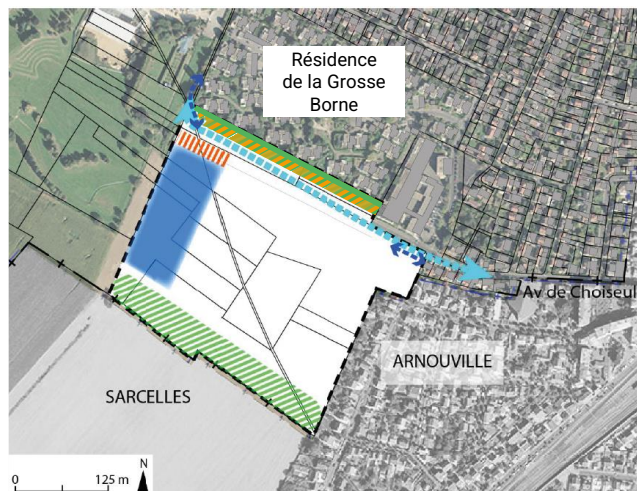 Résidence
de la Grosse
Borne
Av de Choiseul
ARNOUVILLE
SARCELLES
0 125 m N